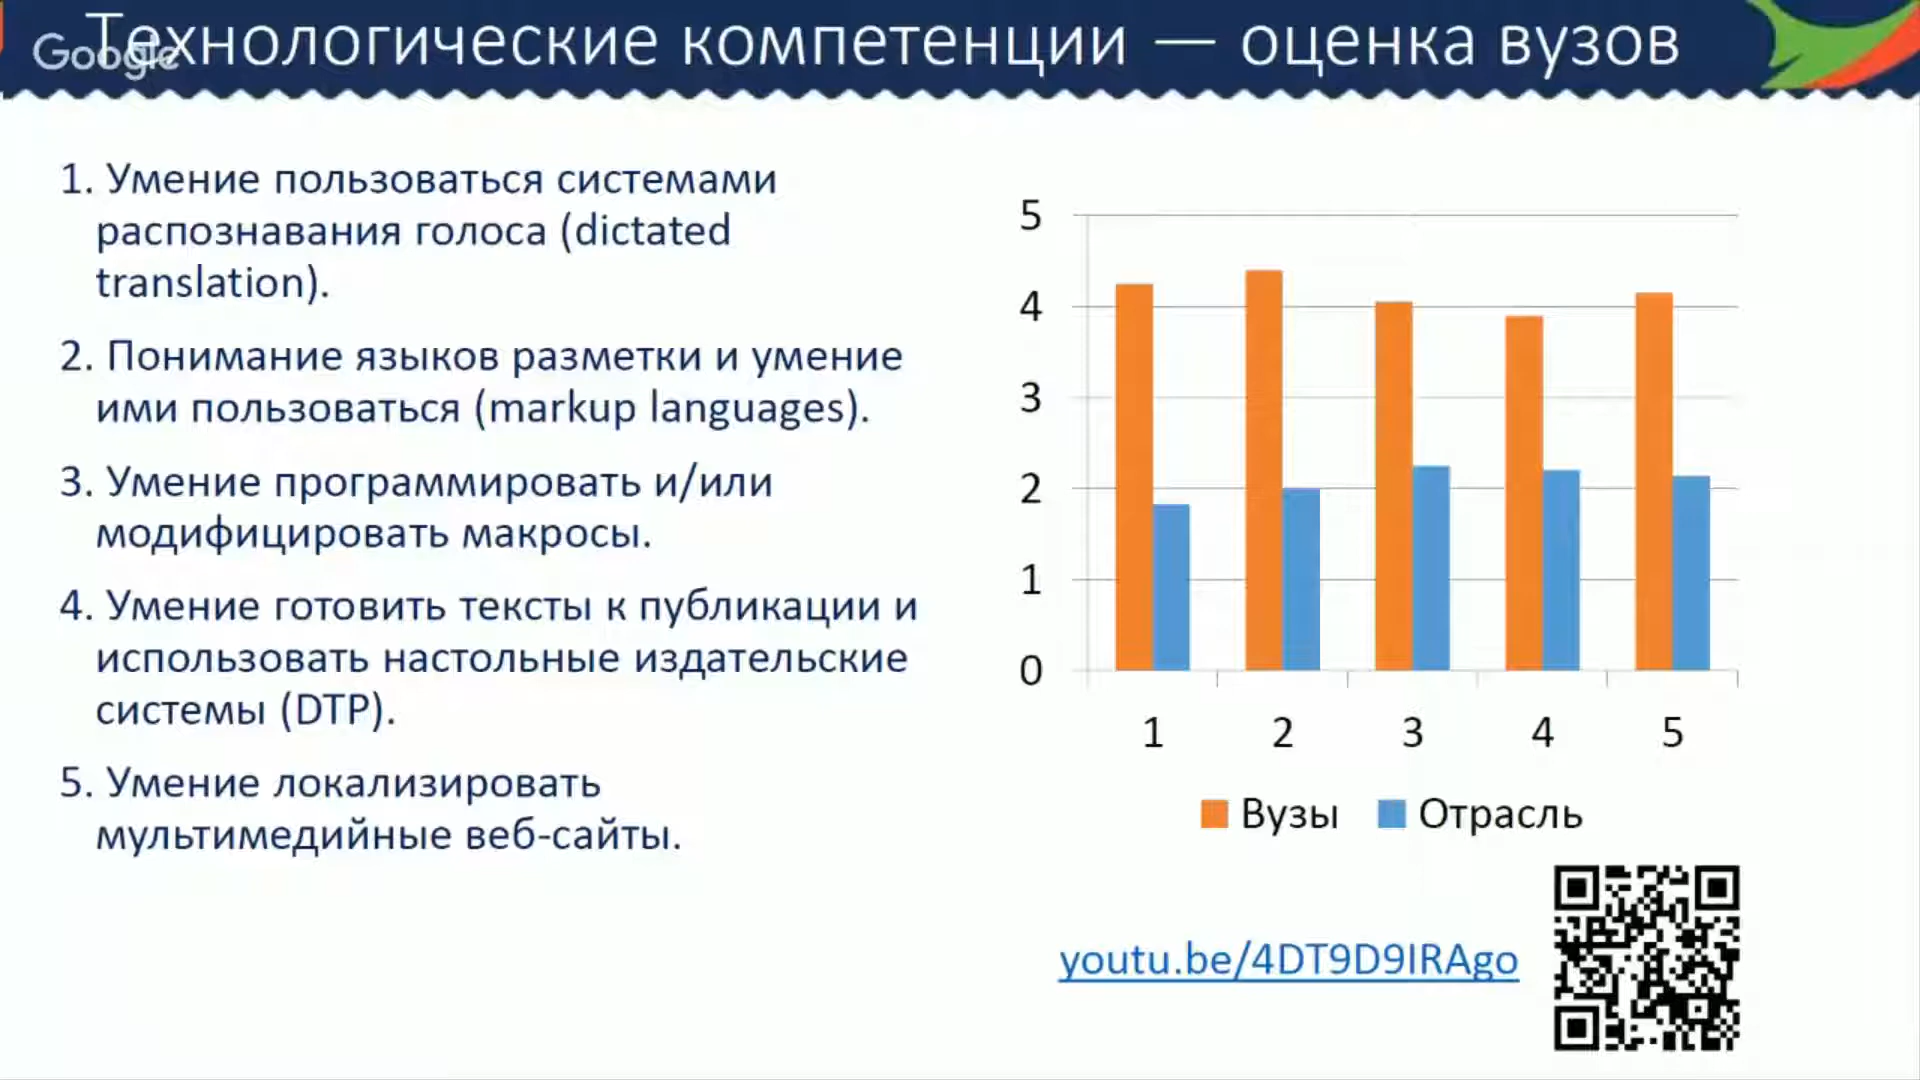 Технологические компетенции — оценка вузов
Google
1. Умение пользоваться системами
распознавания голоса (dictated
translation).
2. Понимание языков разметки и умение
ими пользоваться (markup languages).
3. Умение программировать и/или
модифицировать макросы.
4. Умение готовить тексты к публикации и
использовать настольные издательские
системы (DTP).
5. Умение локализировать
мультимедийные веб-сайты.
5
4
3
2
1
0
1 2 3 4 5
Вузы Отрасль
youtu.be/4DT9D9IRAgo